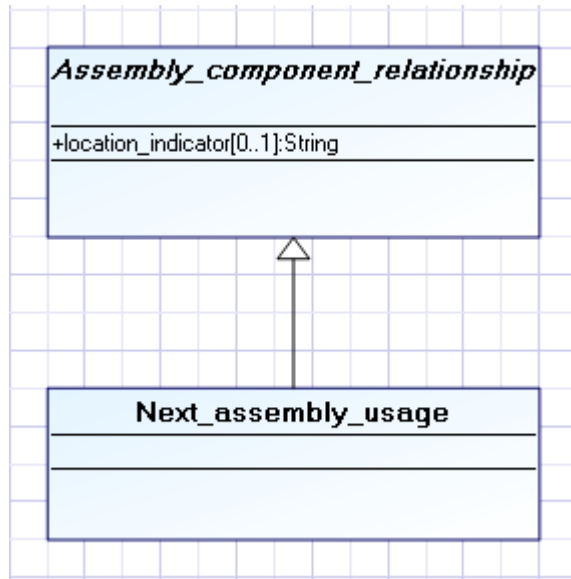 Assembly_component_relationship
+location_indicator[0..1]:String
Next_assembly_usage